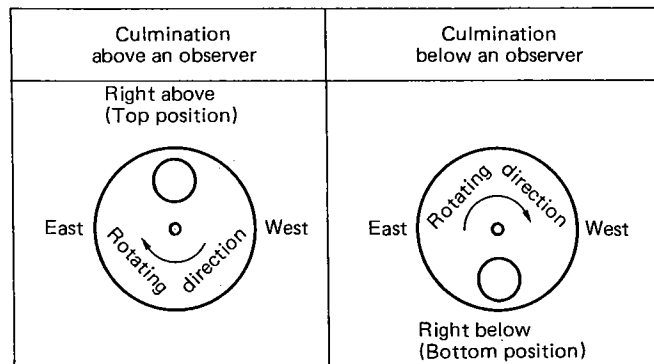 Culmination
above an observer
Culmination
below an observer
Right above
(Top position)
East
Rotating direction
West
East
Rotating direction
West
Right below
(Bottom position)